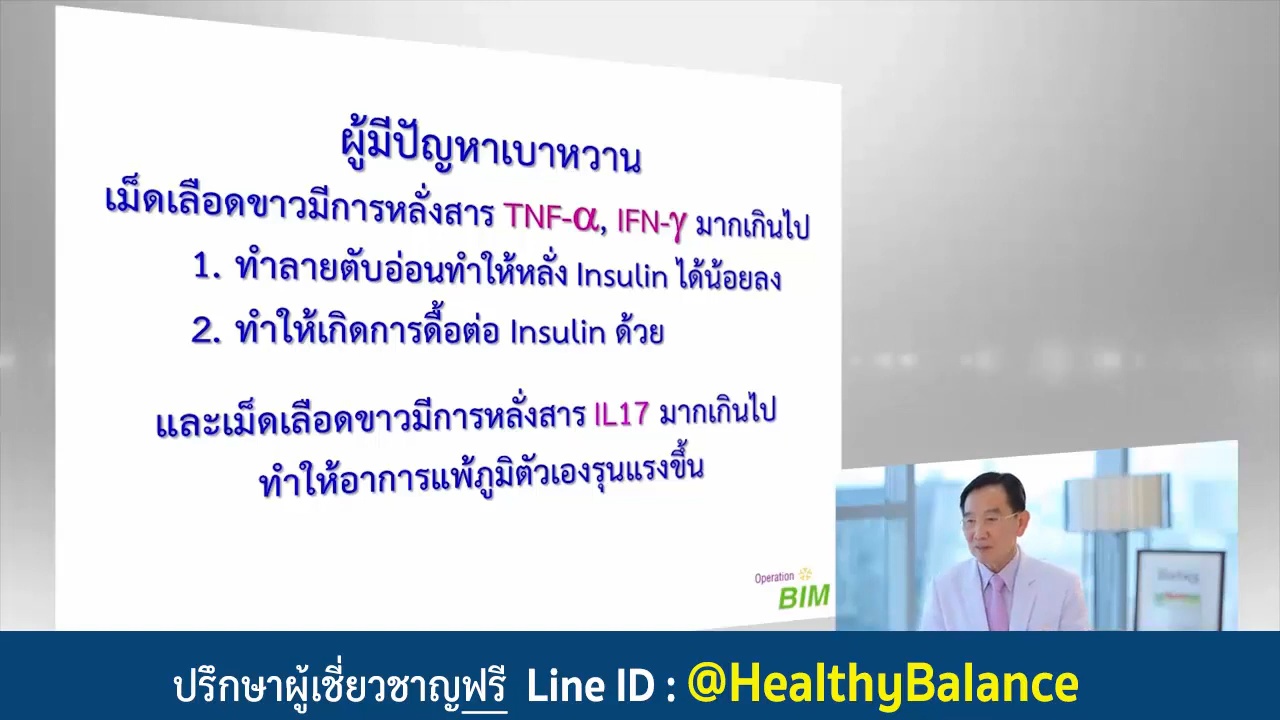 ผู้มีปัญหาเบาหวาน
เม็ดเลือดขาวมีการหลั่งสาร TNF-α, IFN-γ มากเกินไป
1. ทำลายตับอ่อนทำให้หลั่ง Insulin ได้น้อยลง
2. ทำให้เกิดการดื้อต่อ Insulin ด้วย
และเม็ดเลือดขาวมีการหลั่งสาร IL17 มากเกินไป
ทำให้อาการแพ้ภูมิตัวเองรุนแรงขึ้น
Operation
BIM
ปรึกษาผู้เชี่ยวชาญฟรี Line ID : @HealthyBalance